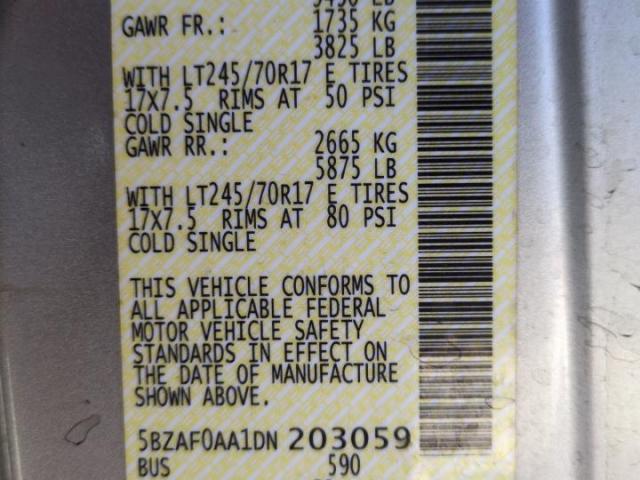 GAWR FR.: 1735 KG
3825 LB
WITH LT245/70R17 E TIRES
17X7.5 RIMS AT 50 PSI
COLD SINGLE
GAWR RR.: 2665 KG
5875 LB
WITH LT245/70R17 E TIRES
17X7.5 RIMS AT 80 PSI
COLD SINGLE
THIS VEHICLE CONFORMS TO
ALL APPLICABLE FEDERAL
MOTOR VEHICLE SAFETY
STANDARDS IN EFFECT ON
THE DATE OF MANUFACTURE
SHOWN ABOVE.
5BZAF0AA1DN 203059
BUS 590